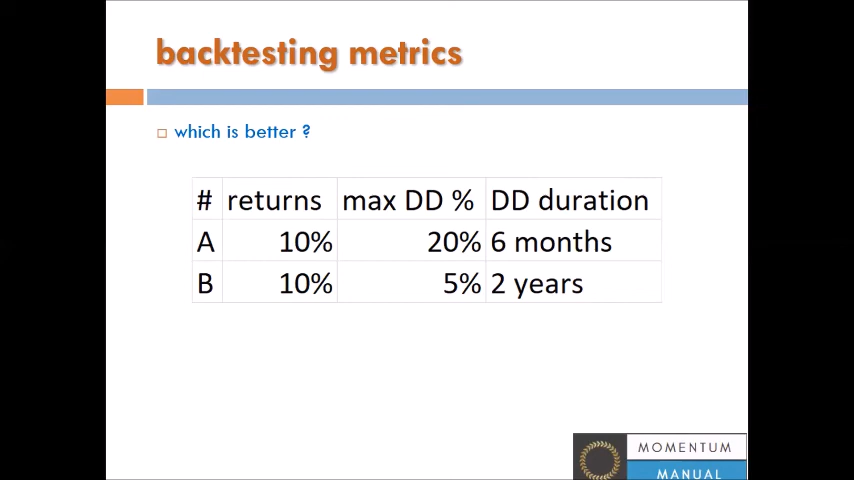 backtesting metrics
which is better ?
# returns max DD % DD duration
A 10% 20% 6 months
B 10% 5% 2 years
MOMENTUM
MANUAL